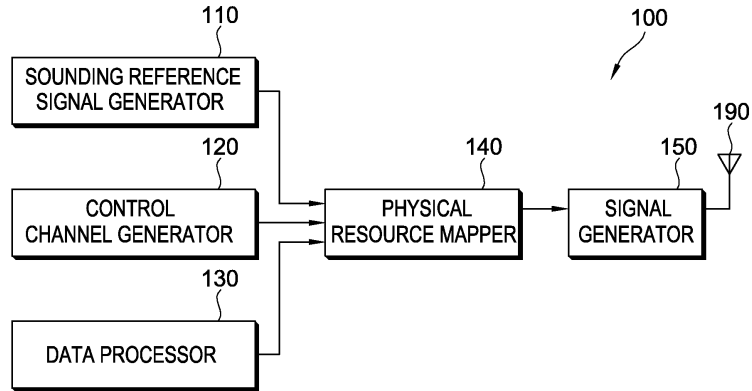 110
100
SOUNDING REFERENCE
SIGNAL GENERATOR
190
120
140
150
CONTROL
CHANNEL GENERATOR
PHYSICAL
RESOURCE MAPPER
SIGNAL
GENERATOR
130
DATA PROCESSOR